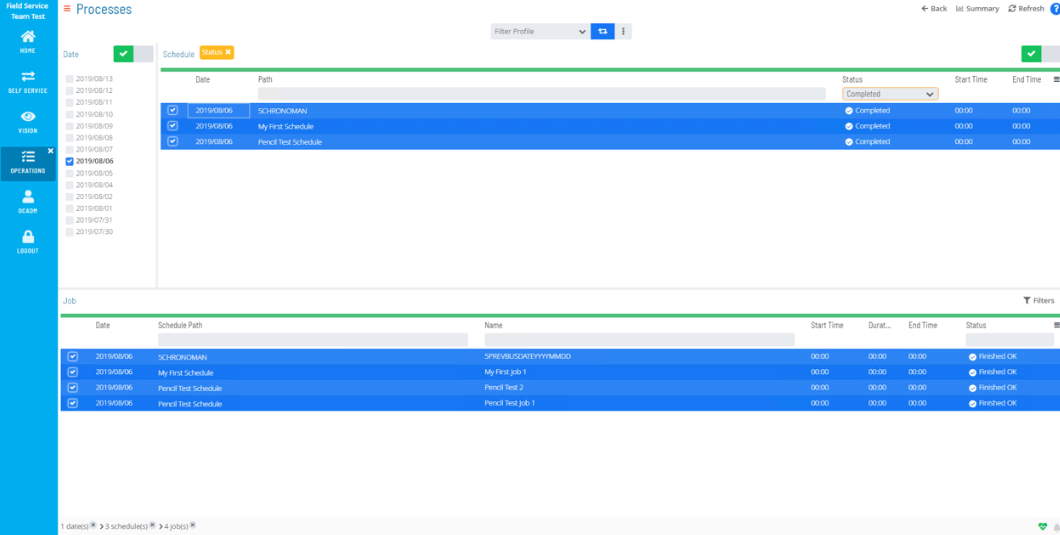 Field Service
Team Test
HOME
SELF SERVICE
VISION
OPERATIONS
OCADM
LOGOUT
Processes
Back Summary Refresh ?
Filter Profile
Date
2019/08/13
2019/08/12
2019/08/11
2019/08/10
2019/08/09
2019/08/08
2019/08/07
2019/08/06
2019/08/05
2019/08/04
2019/08/02
2019/08/01
2019/07/31
2019/07/30
Schedule Status
Date Path Status Start Time End Time
Completed
2019/08/06 SCHRONOMAN Completed 00:00 00:00
2019/08/06 My First Schedule Completed 00:00 00:00
2019/08/06 Pencil Test Schedule Completed 00:00 00:00
Job Filters
Date Schedule Path Name Start Time Durat... End Time Status
2019/08/06 SCHRONOMAN SPREVBUSDATEYYYYMMDD 00:00 00:00 00:00 Finished OK
2019/08/06 My First Schedule My First Job 1 00:00 00:00 00:00 Finished OK
2019/08/06 Pencil Test Schedule Pencil Test 2 00:00 00:00 00:00 Finished OK
2019/08/06 Pencil Test Schedule Pencil Test Job 1 00:00 00:00 00:00 Finished OK
1 date(s) 3 schedule(s) 4 job(s)